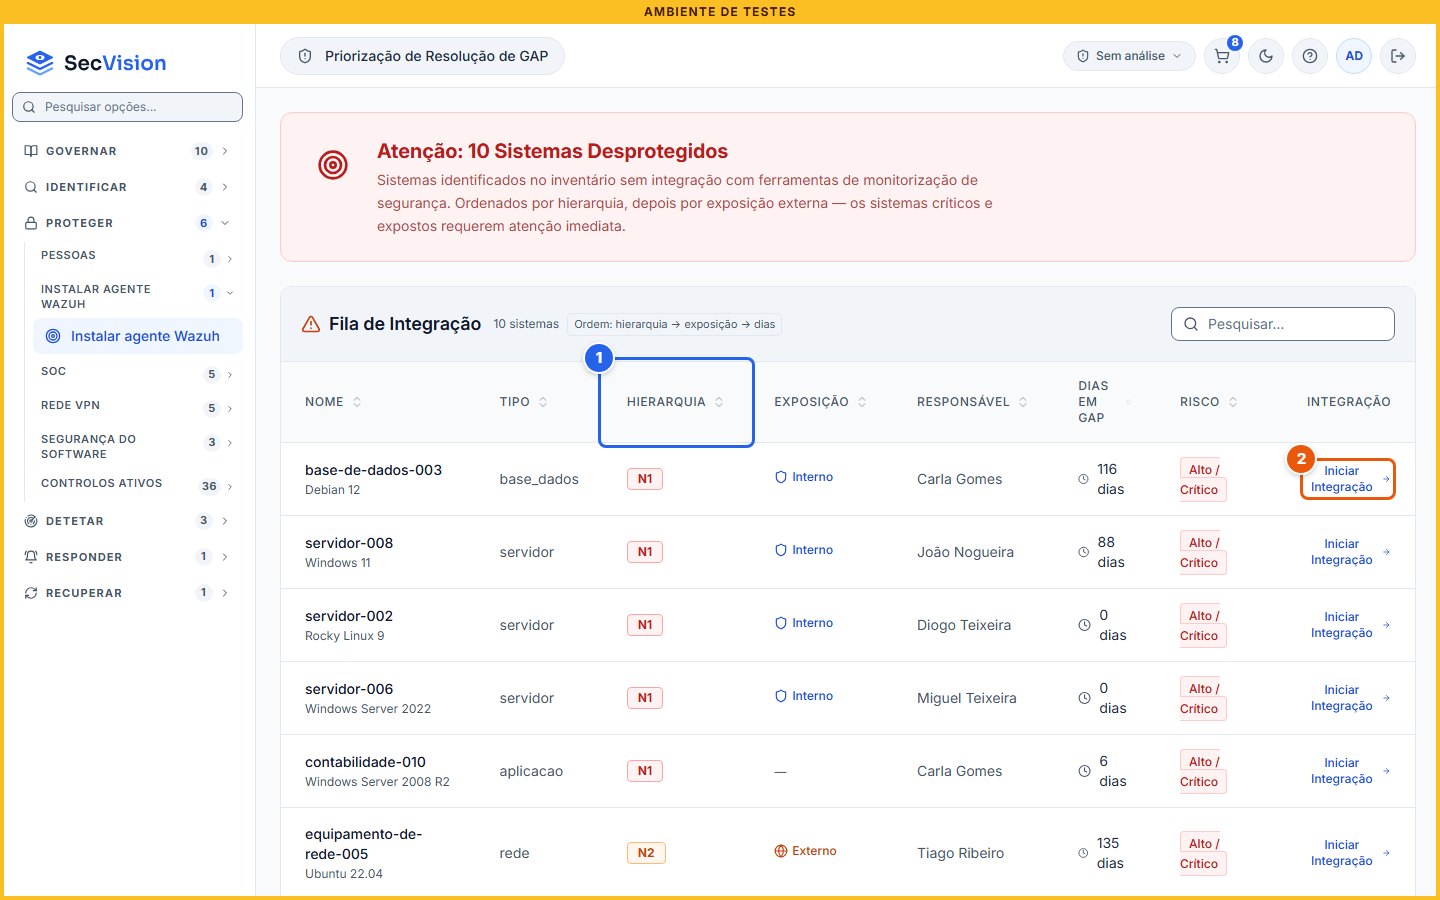 AMBIENTE DE TESTES
SecVision
Pesquisar opções...
GOVERNAR 10
IDENTIFICAR 4
PROTEGER 6
PESSOAS 1
INSTALAR AGENTE
WAZUH 1
Instalar agente Wazuh
SOC 5
REDE VPN 5
SEGURANÇA DO
SOFTWARE 3
CONTROLOS ATIVOS 36
DETETAR 3
RESPONDER 1
RECUPERAR 1
Priorização de Resolução de GAP
Sem análise
8
AD
Atenção: 10 Sistemas Desprotegidos
Sistemas identificados no inventário sem integração com ferramentas de monitorização de
segurança. Ordenados por hierarquia, depois por exposição externa — os sistemas críticos e
expostos requerem atenção imediata.
Fila de Integração 10 sistemas Ordem: hierarquia → exposição → dias
Pesquisar...
1
NOME TIPO HIERARQUIA EXPOSIÇÃO RESPONSÁVEL DIAS EM GAP RISCO INTEGRAÇÃO
2
base-de-dados-003
Debian 12
base_dados N1 Interno Carla Gomes 116 dias Alto / Crítico Iniciar Integração →
servidor-008
Windows 11
servidor N1 Interno João Nogueira 88 dias Alto / Crítico Iniciar Integração →
servidor-002
Rocky Linux 9
servidor N1 Interno Diogo Teixeira 0 dias Alto / Crítico Iniciar Integração →
servidor-006
Windows Server 2022
servidor N1 Interno Miguel Teixeira 0 dias Alto / Crítico Iniciar Integração →
contabilidade-010
Windows Server 2008 R2
aplicacao N1 — Carla Gomes 6 dias Alto / Crítico Iniciar Integração →
equipamento-de-
rede-005
Ubuntu 22.04
rede N2 Externo Tiago Ribeiro 135 dias Alto / Crítico Iniciar Integração →